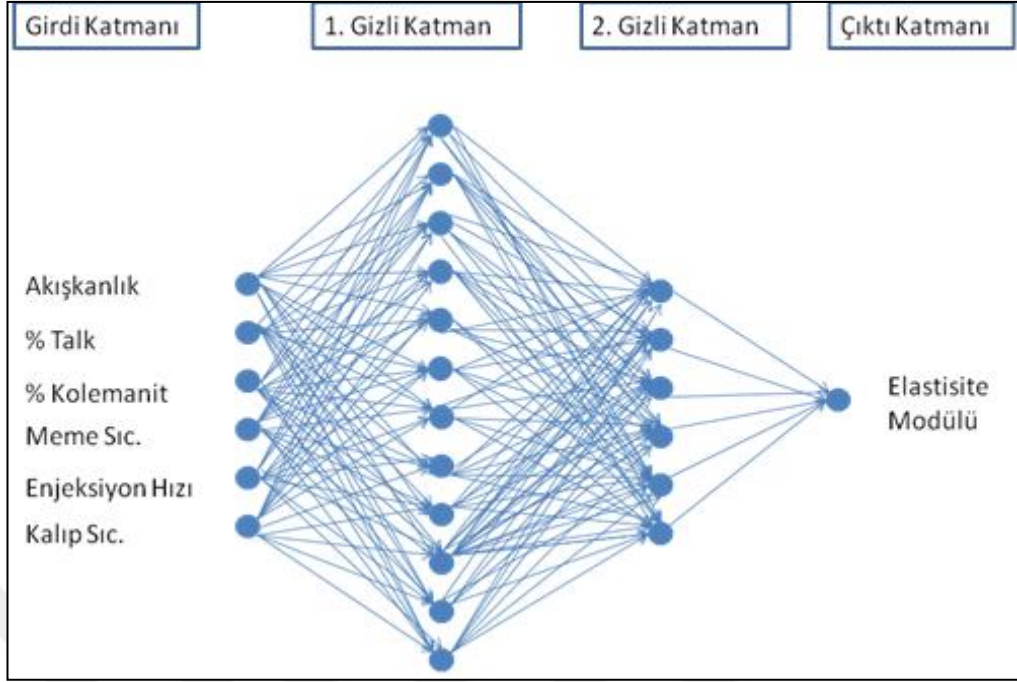 Girdi Katmanı
1. Gizli Katman
2. Gizli Katman
Çıktı Katmanı
Akışkanlık
% Talk
% Kolemanit
Meme Sıc.
Enjeksiyon Hızı
Kalıp Sıc.
Elastisite
Modülü